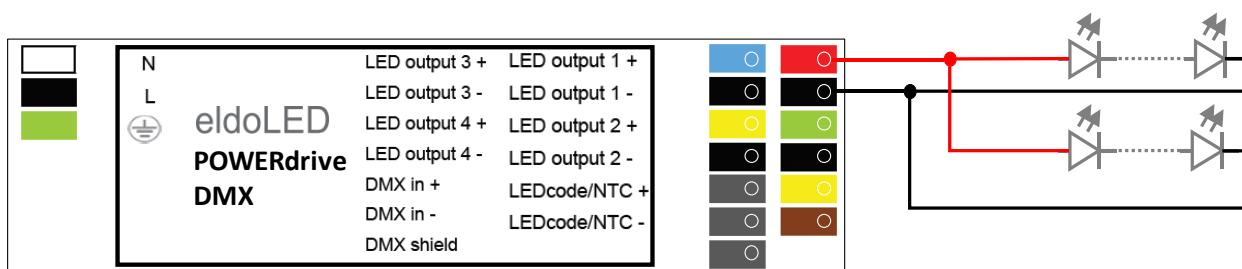 N
L
eldoLED
POWERdrive
DMX
LED output 3 + LED output 1 +
LED output 3 - LED output 1 -
LED output 4 + LED output 2 +
LED output 4 - LED output 2 -
DMX in + LEDcode/NTC +
DMX in - LEDcode/NTC -
DMX shield